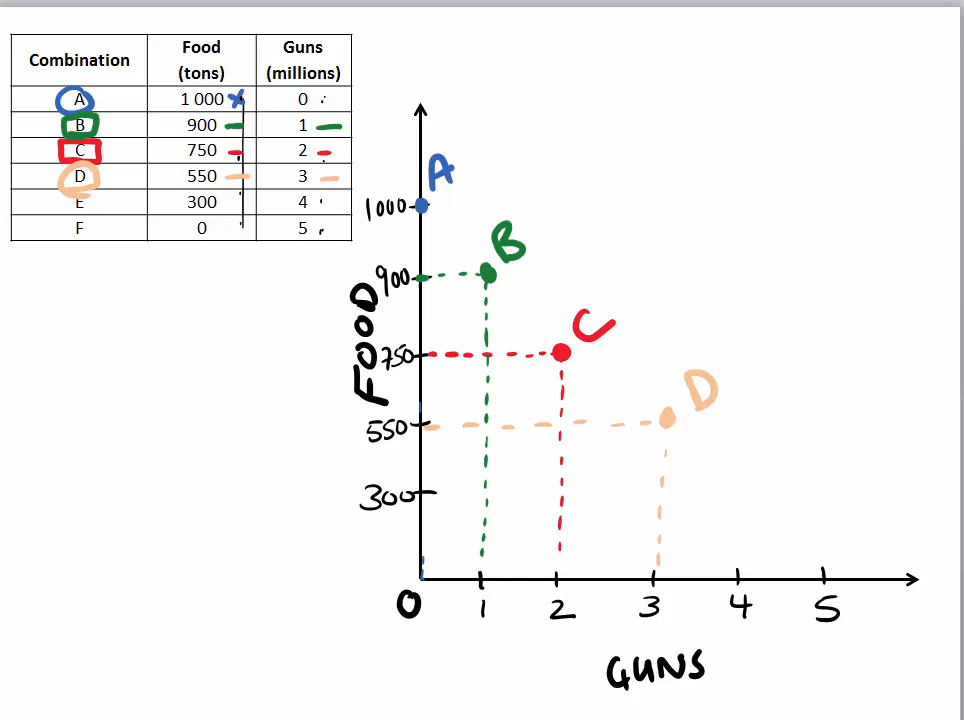 Combination Food (tons) Guns (millions)
A 1 000 0
B 900 1
C 750 2
D 550 3
E 300 4
F 0 5
A
1000
B
900
FOOD
C
750
D
550
300
0 1 2 3 4 5
GUNS